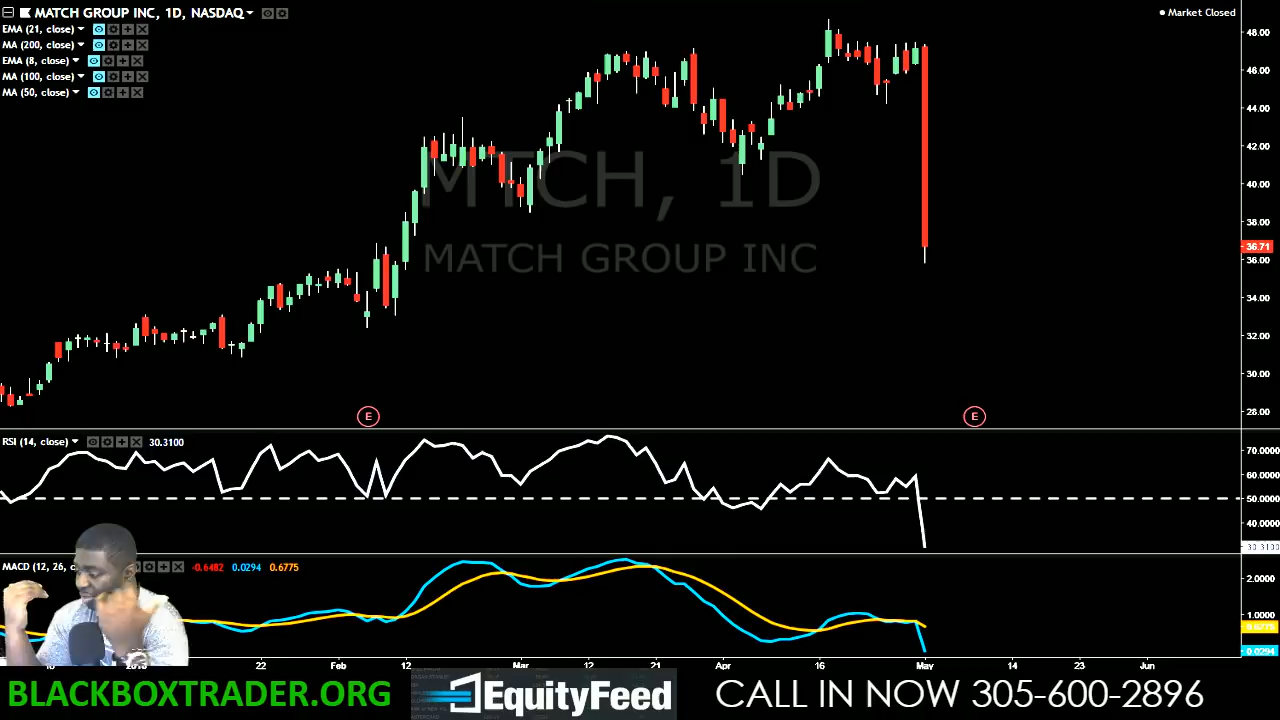 MATCH GROUP INC, 1D, NASDAQ
Market Closed
EMA (21, close)
MA (200, close)
EMA (8, close)
MA (100, close)
MA (50, close)
MTCH, 1D
MATCH GROUP INC
48.00
46.00
44.00
42.00
40.00
38.00
36.71
36.00
34.00
32.00
30.00
28.00
E E
RSI (14, close) 30.3100
70.0000
60.0000
50.0000
40.0000
30.3100
MACD (12, 26, -0.6482 0.0294 0.6775
2.0000
1.0000
0.6775
0.0294
22 Feb 12 Mar 12 21 Apr 16 May 14 23 Jun
BLACKBOXTRADER.ORG EquityFeed CALL IN NOW 305-600-2896